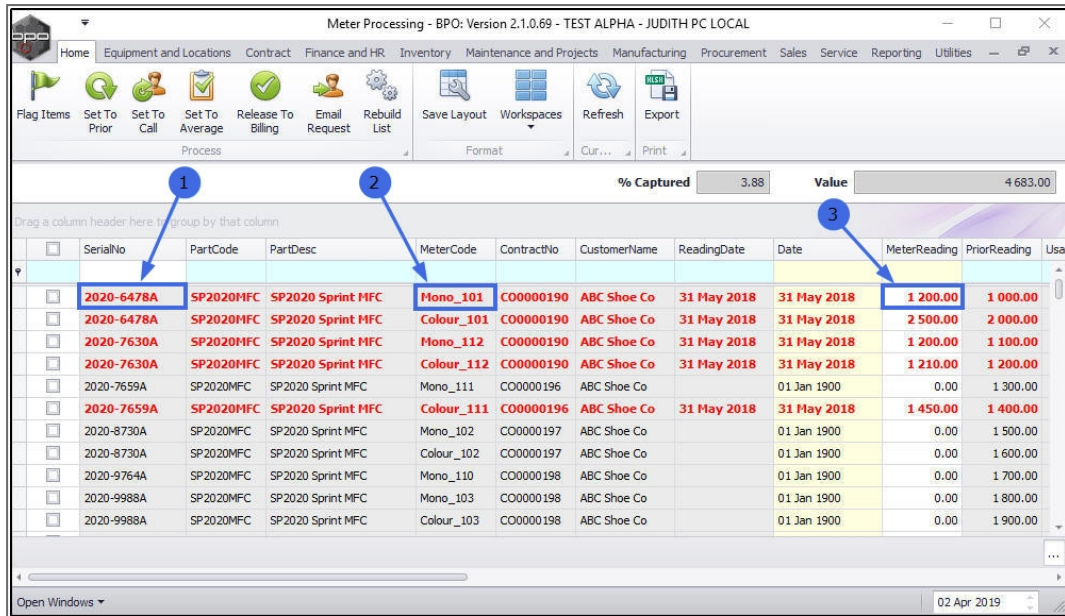 Meter Processing - BPO: Version 2.1.0.69 - TEST ALPHA - JUDITH PC LOCAL
bpo
Home Equipment and Locations Contract Finance and HR Inventory Maintenance and Projects Manufacturing Procurement Sales Service Reporting Utilities
Flag Items Set To Prior Set To Call Set To Average Release To Billing Email Request Rebuild List Save Layout Workspaces Refresh Export
Process Format Cur... Print
1 2 % Captured 3.88 Value 4 683.00
3
Drag a column header here to group by that column
SerialNo PartCode PartDesc MeterCode ContractNo CustomerName ReadingDate Date MeterReading PriorReading Usa
2020-6478A SP2020MFC SP2020 Sprint MFC Mono_101 CO0000190 ABC Shoe Co 31 May 2018 31 May 2018 1 200.00 1 000.00
2020-6478A SP2020MFC SP2020 Sprint MFC Colour_101 CO0000190 ABC Shoe Co 31 May 2018 31 May 2018 2 500.00 2 000.00
2020-7630A SP2020MFC SP2020 Sprint MFC Mono_112 CO0000190 ABC Shoe Co 31 May 2018 31 May 2018 1 200.00 1 100.00
2020-7630A SP2020MFC SP2020 Sprint MFC Colour_112 CO0000190 ABC Shoe Co 31 May 2018 31 May 2018 1 210.00 1 200.00
2020-7659A SP2020MFC SP2020 Sprint MFC Mono_111 CO0000196 ABC Shoe Co 01 Jan 1900 0.00 1 300.00
2020-7659A SP2020MFC SP2020 Sprint MFC Colour_111 CO0000196 ABC Shoe Co 31 May 2018 31 May 2018 1 450.00 1 400.00
2020-8730A SP2020MFC SP2020 Sprint MFC Mono_102 CO0000197 ABC Shoe Co 01 Jan 1900 0.00 1 500.00
2020-8730A SP2020MFC SP2020 Sprint MFC Colour_102 CO0000197 ABC Shoe Co 01 Jan 1900 0.00 1 600.00
2020-9764A SP2020MFC SP2020 Sprint MFC Mono_110 CO0000198 ABC Shoe Co 01 Jan 1900 0.00 1 700.00
2020-9988A SP2020MFC SP2020 Sprint MFC Mono_103 CO0000198 ABC Shoe Co 01 Jan 1900 0.00 1 800.00
2020-9988A SP2020MFC SP2020 Sprint MFC Colour_103 CO0000198 ABC Shoe Co 01 Jan 1900 0.00 1 900.00
...
Open Windows 02 Apr 2019